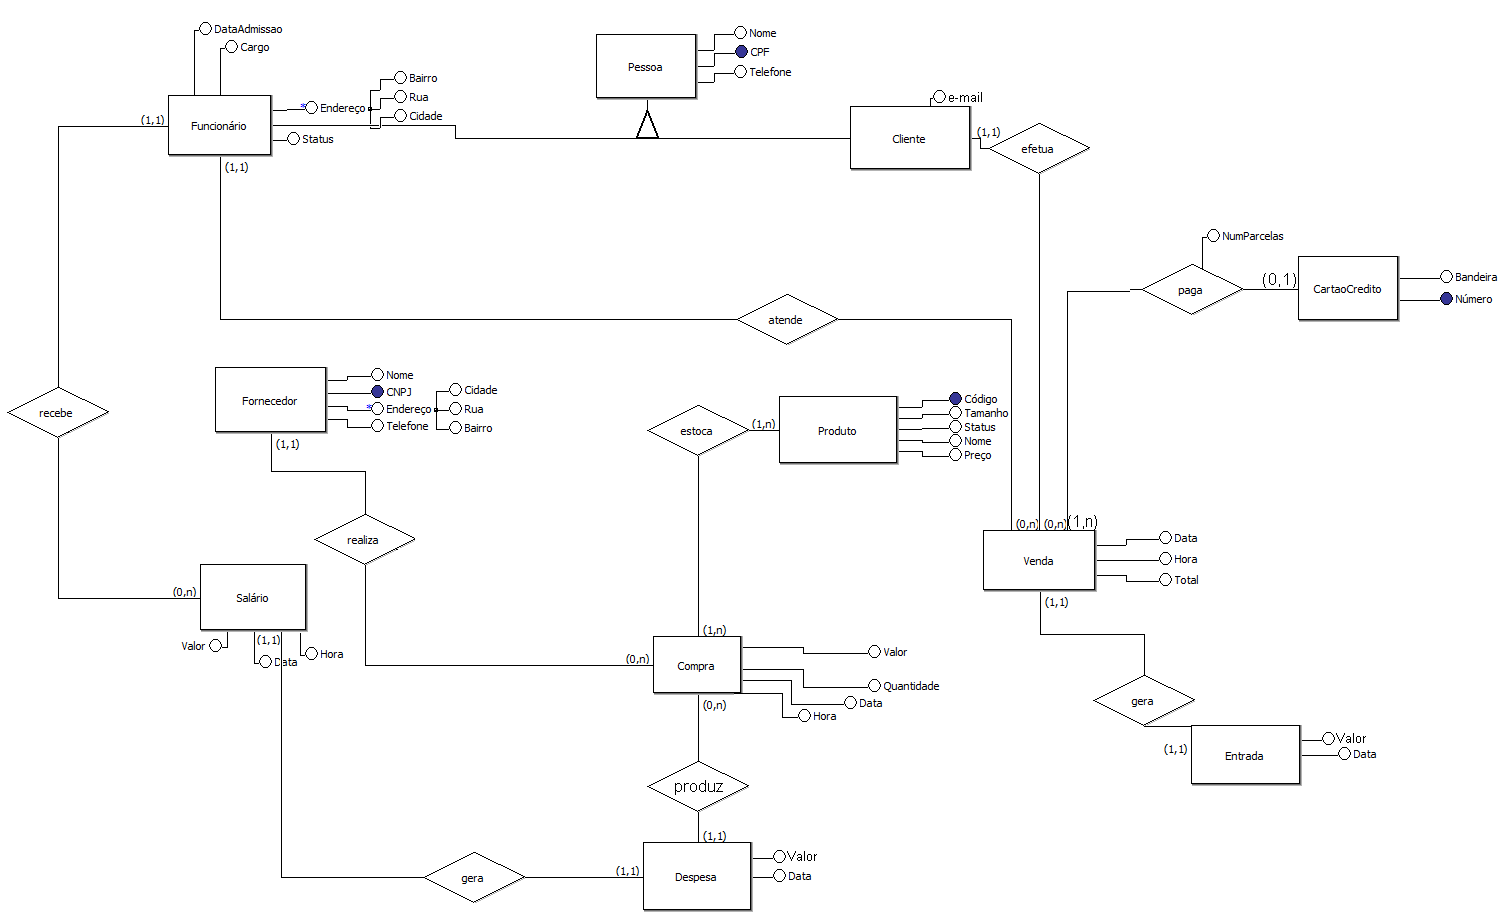 DataAdmissao
Cargo
Nome
CPF
Telefone
Pessoa
Bairro
Rua
Cidade
* Endereço
Status
(1,1)
Funcionário
(1,1)
e-mail
Cliente
(1,1)
efetua
NumParcelas
paga
(0,1)
CartaoCredito
Bandeira
Número
atende
recebe
Fornecedor
Nome
CNPJ
* Endereço
Telefone
Cidade
Rua
Bairro
(1,1)
estoca
(1,n)
Produto
Código
Tamanho
Status
Nome
Preço
realiza
(0,n)
(0,n)
(1,n)
Venda
Data
Hora
Total
(1,1)
(0,n)
Salário
Valor
(1,1)
Data
Hora
(1,n)
(0,n)
Compra
Valor
Quantidade
Data
Hora
(0,n)
gera
(1,1)
Entrada
Valor
Data
produz
(1,1)
gera
(1,1)
Despesa
Valor
Data